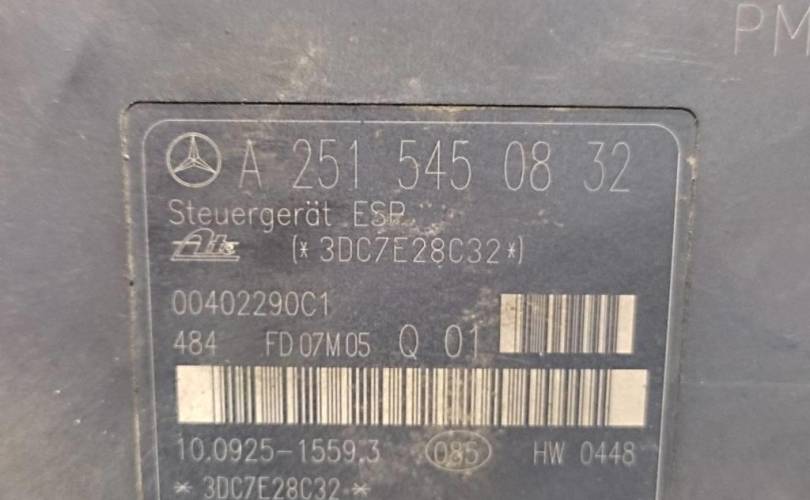 PM
A 251 545 08 32
Steuergerät ESP
Ate (*3DC7E28C32*)
00402290C1
484 FD 07M05 Q 01
10.0925-1559.3 085 HW 0448
* 3DC7E28C32 *